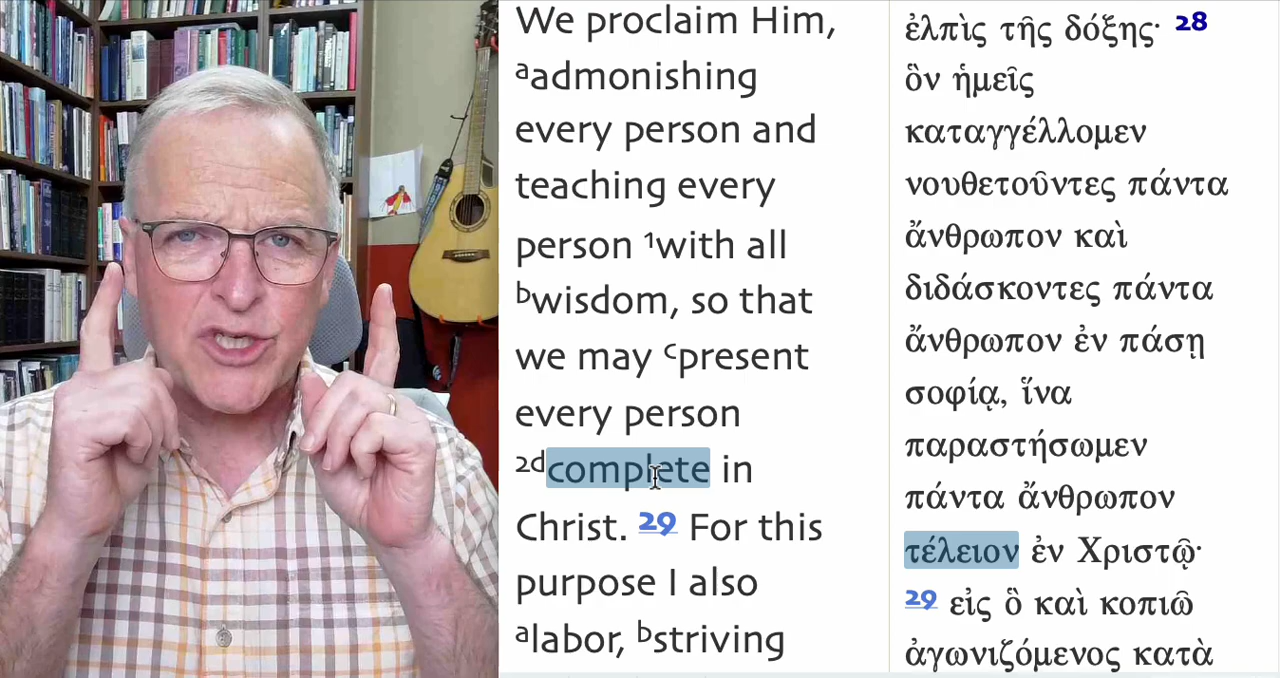 We proclaim Him,
ᵃadmonishing
every person and
teaching every
person ¹with all
ᵇwisdom, so that
we may ᶜpresent
every person
²ᵈcomplete in
Christ. 29 For this
purpose I also
ᵃlabor, ᵇstriving
ἐλπὶς τῆς δόξης· 28
ὃν ἡμεῖς
καταγγέλλομεν
νουθετοῦντες πάντα
ἄνθρωπον καὶ
διδάσκοντες πάντα
ἄνθρωπον ἐν πάσῃ
σοφίᾳ, ἵνα
παραστήσωμεν
πάντα ἄνθρωπον
τέλειον ἐν Χριστῷ·
29 εἰς ὃ καὶ κοπιῶ
ἀγωνιζόμενος κατὰ